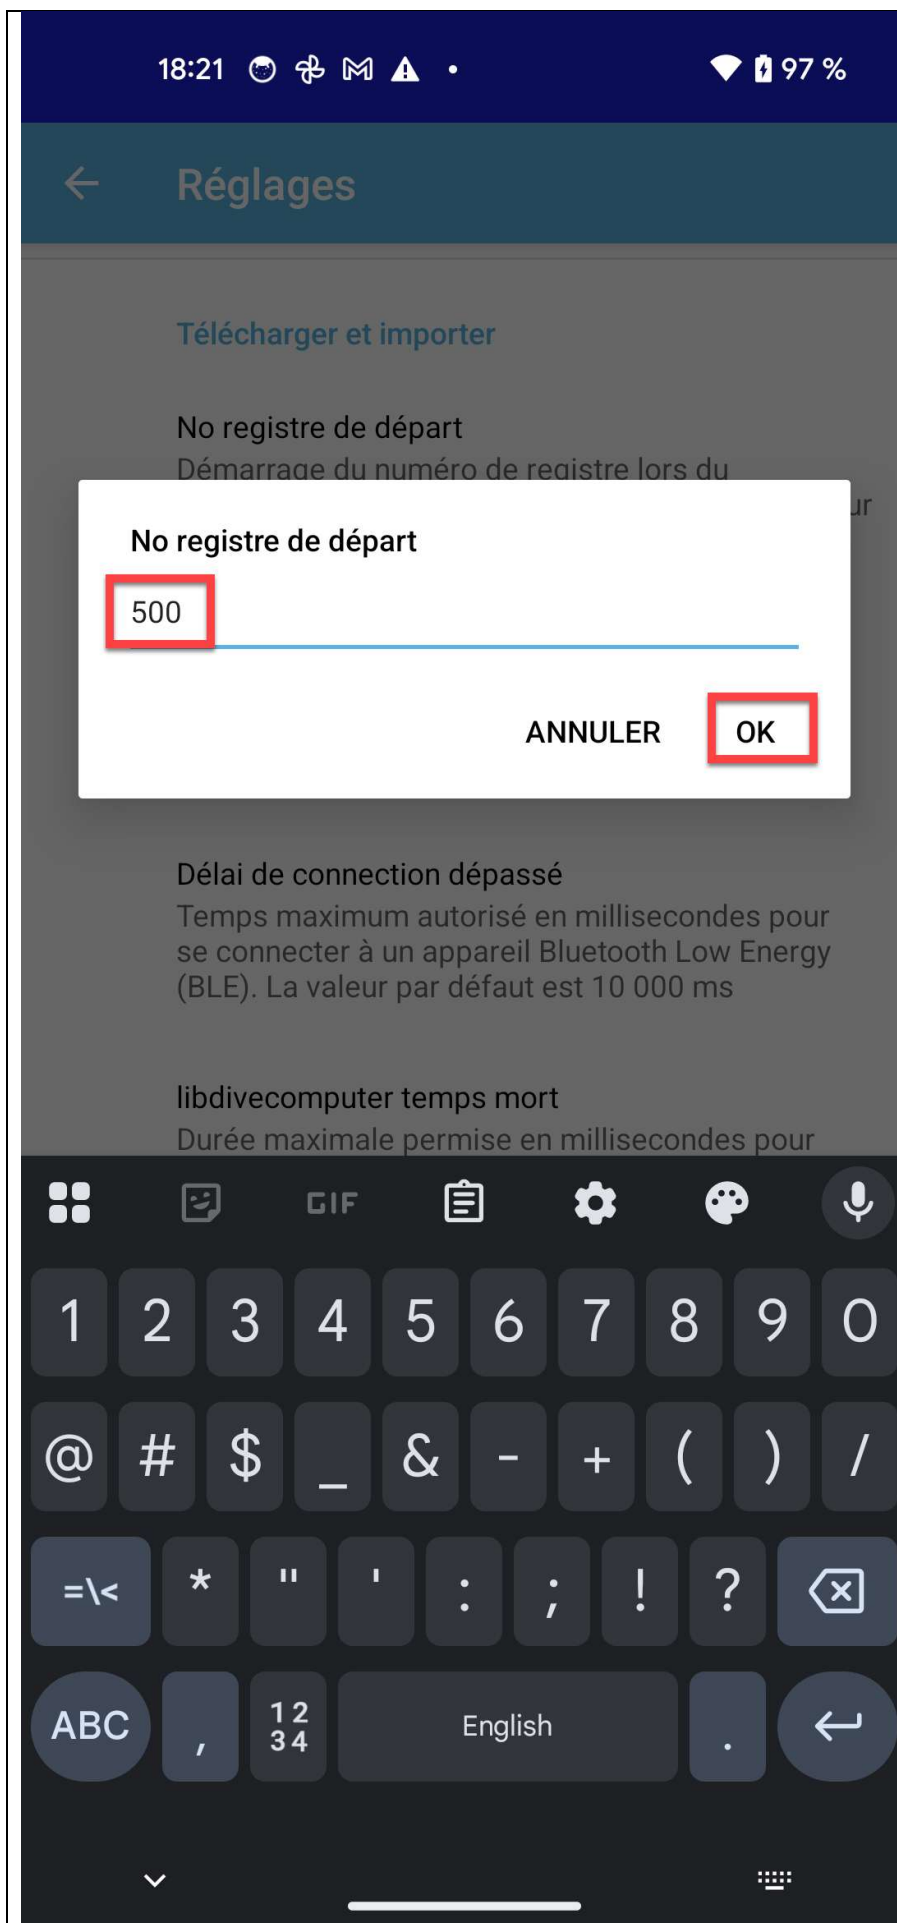 18:21 97 %
Réglages
Télécharger et importer
No registre de départ
Démarrage du numéro de registre lors du
ur
No registre de départ
500
ANNULER OK
Délai de connection dépassé
Temps maximum autorisé en millisecondes pour
se connecter à un appareil Bluetooth Low Energy
(BLE). La valeur par défaut est 10 000 ms
libdivecomputer temps mort
Durée maximale permise en millisecondes pour
GIF
1 2 3 4 5 6 7 8 9 0
@ # $ _ & - + ( ) /
=\< * " ' : ; ! ?
ABC , 12 34 English .